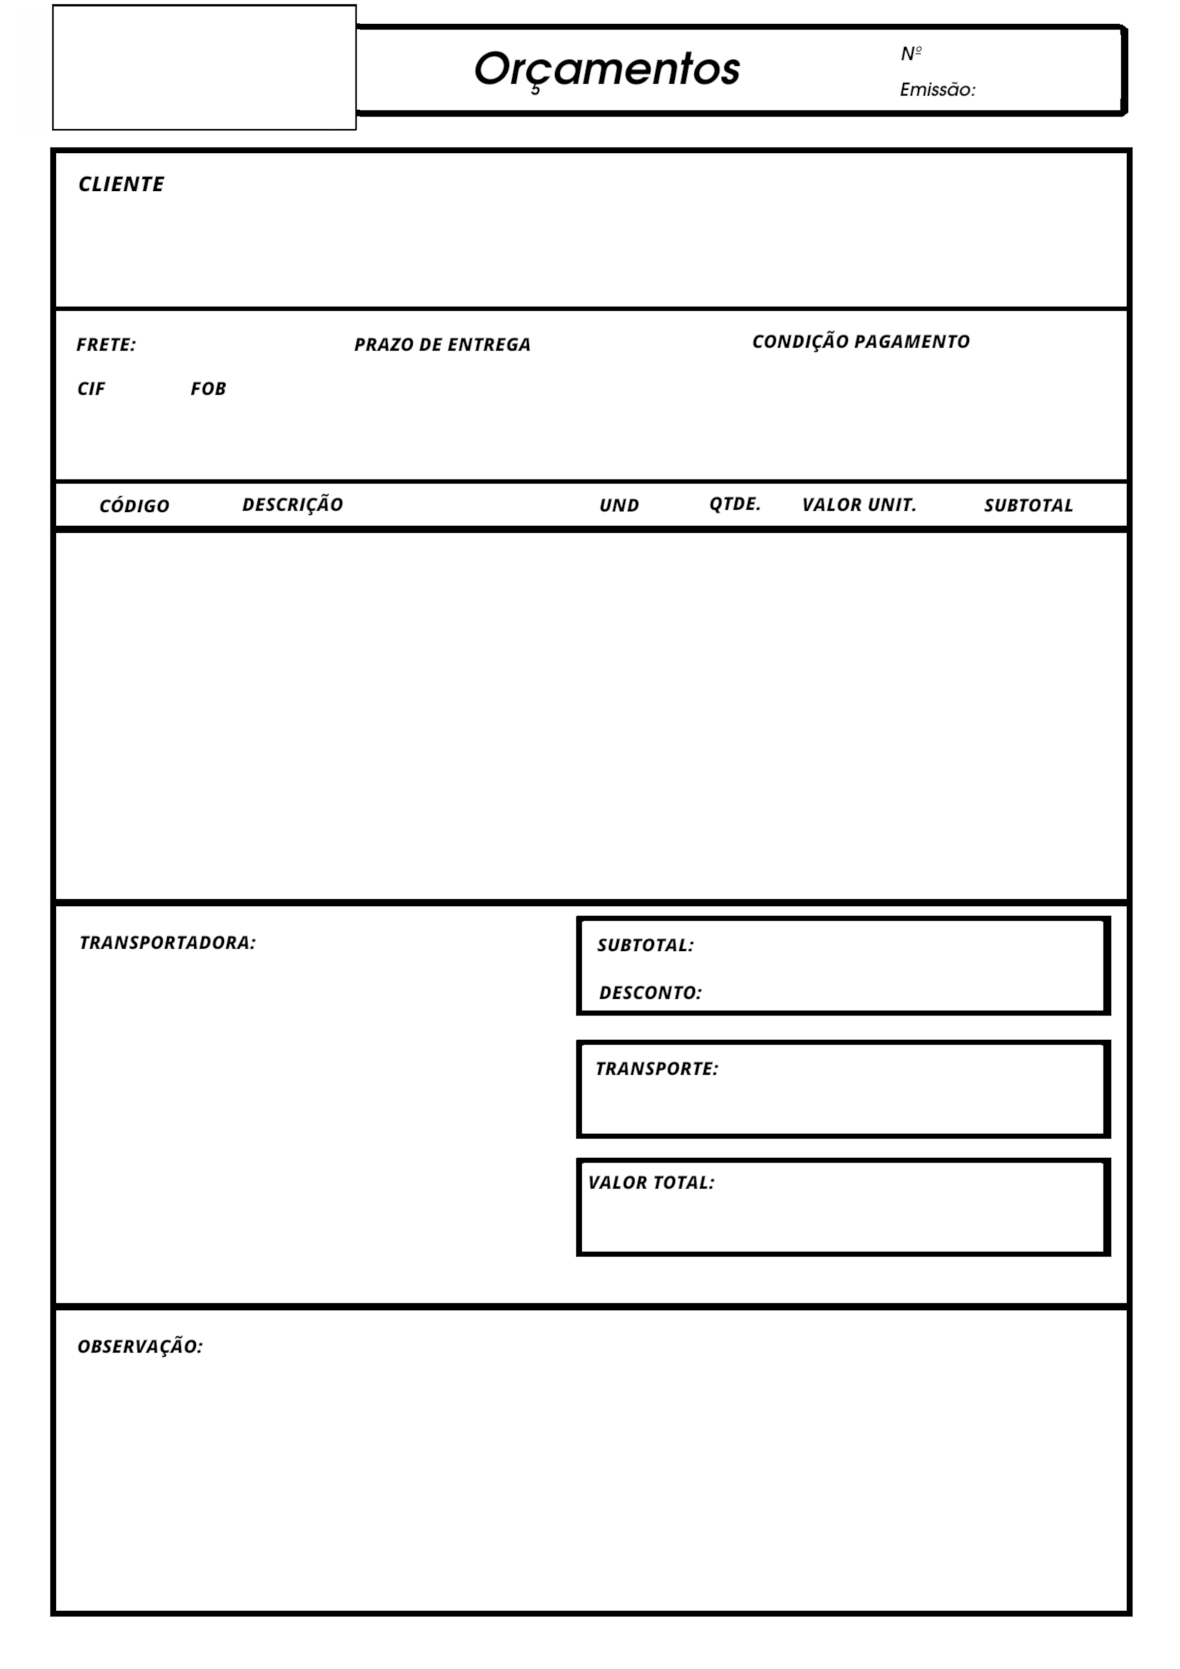 Orçamentos
Nº
Emissão:
CLIENTE
FRETE: PRAZO DE ENTREGA CONDIÇÃO PAGAMENTO
CIF FOB
CÓDIGO DESCRIÇÃO UND QTDE. VALOR UNIT. SUBTOTAL
TRANSPORTADORA:
SUBTOTAL:
DESCONTO:
TRANSPORTE:
VALOR TOTAL:
OBSERVAÇÃO: